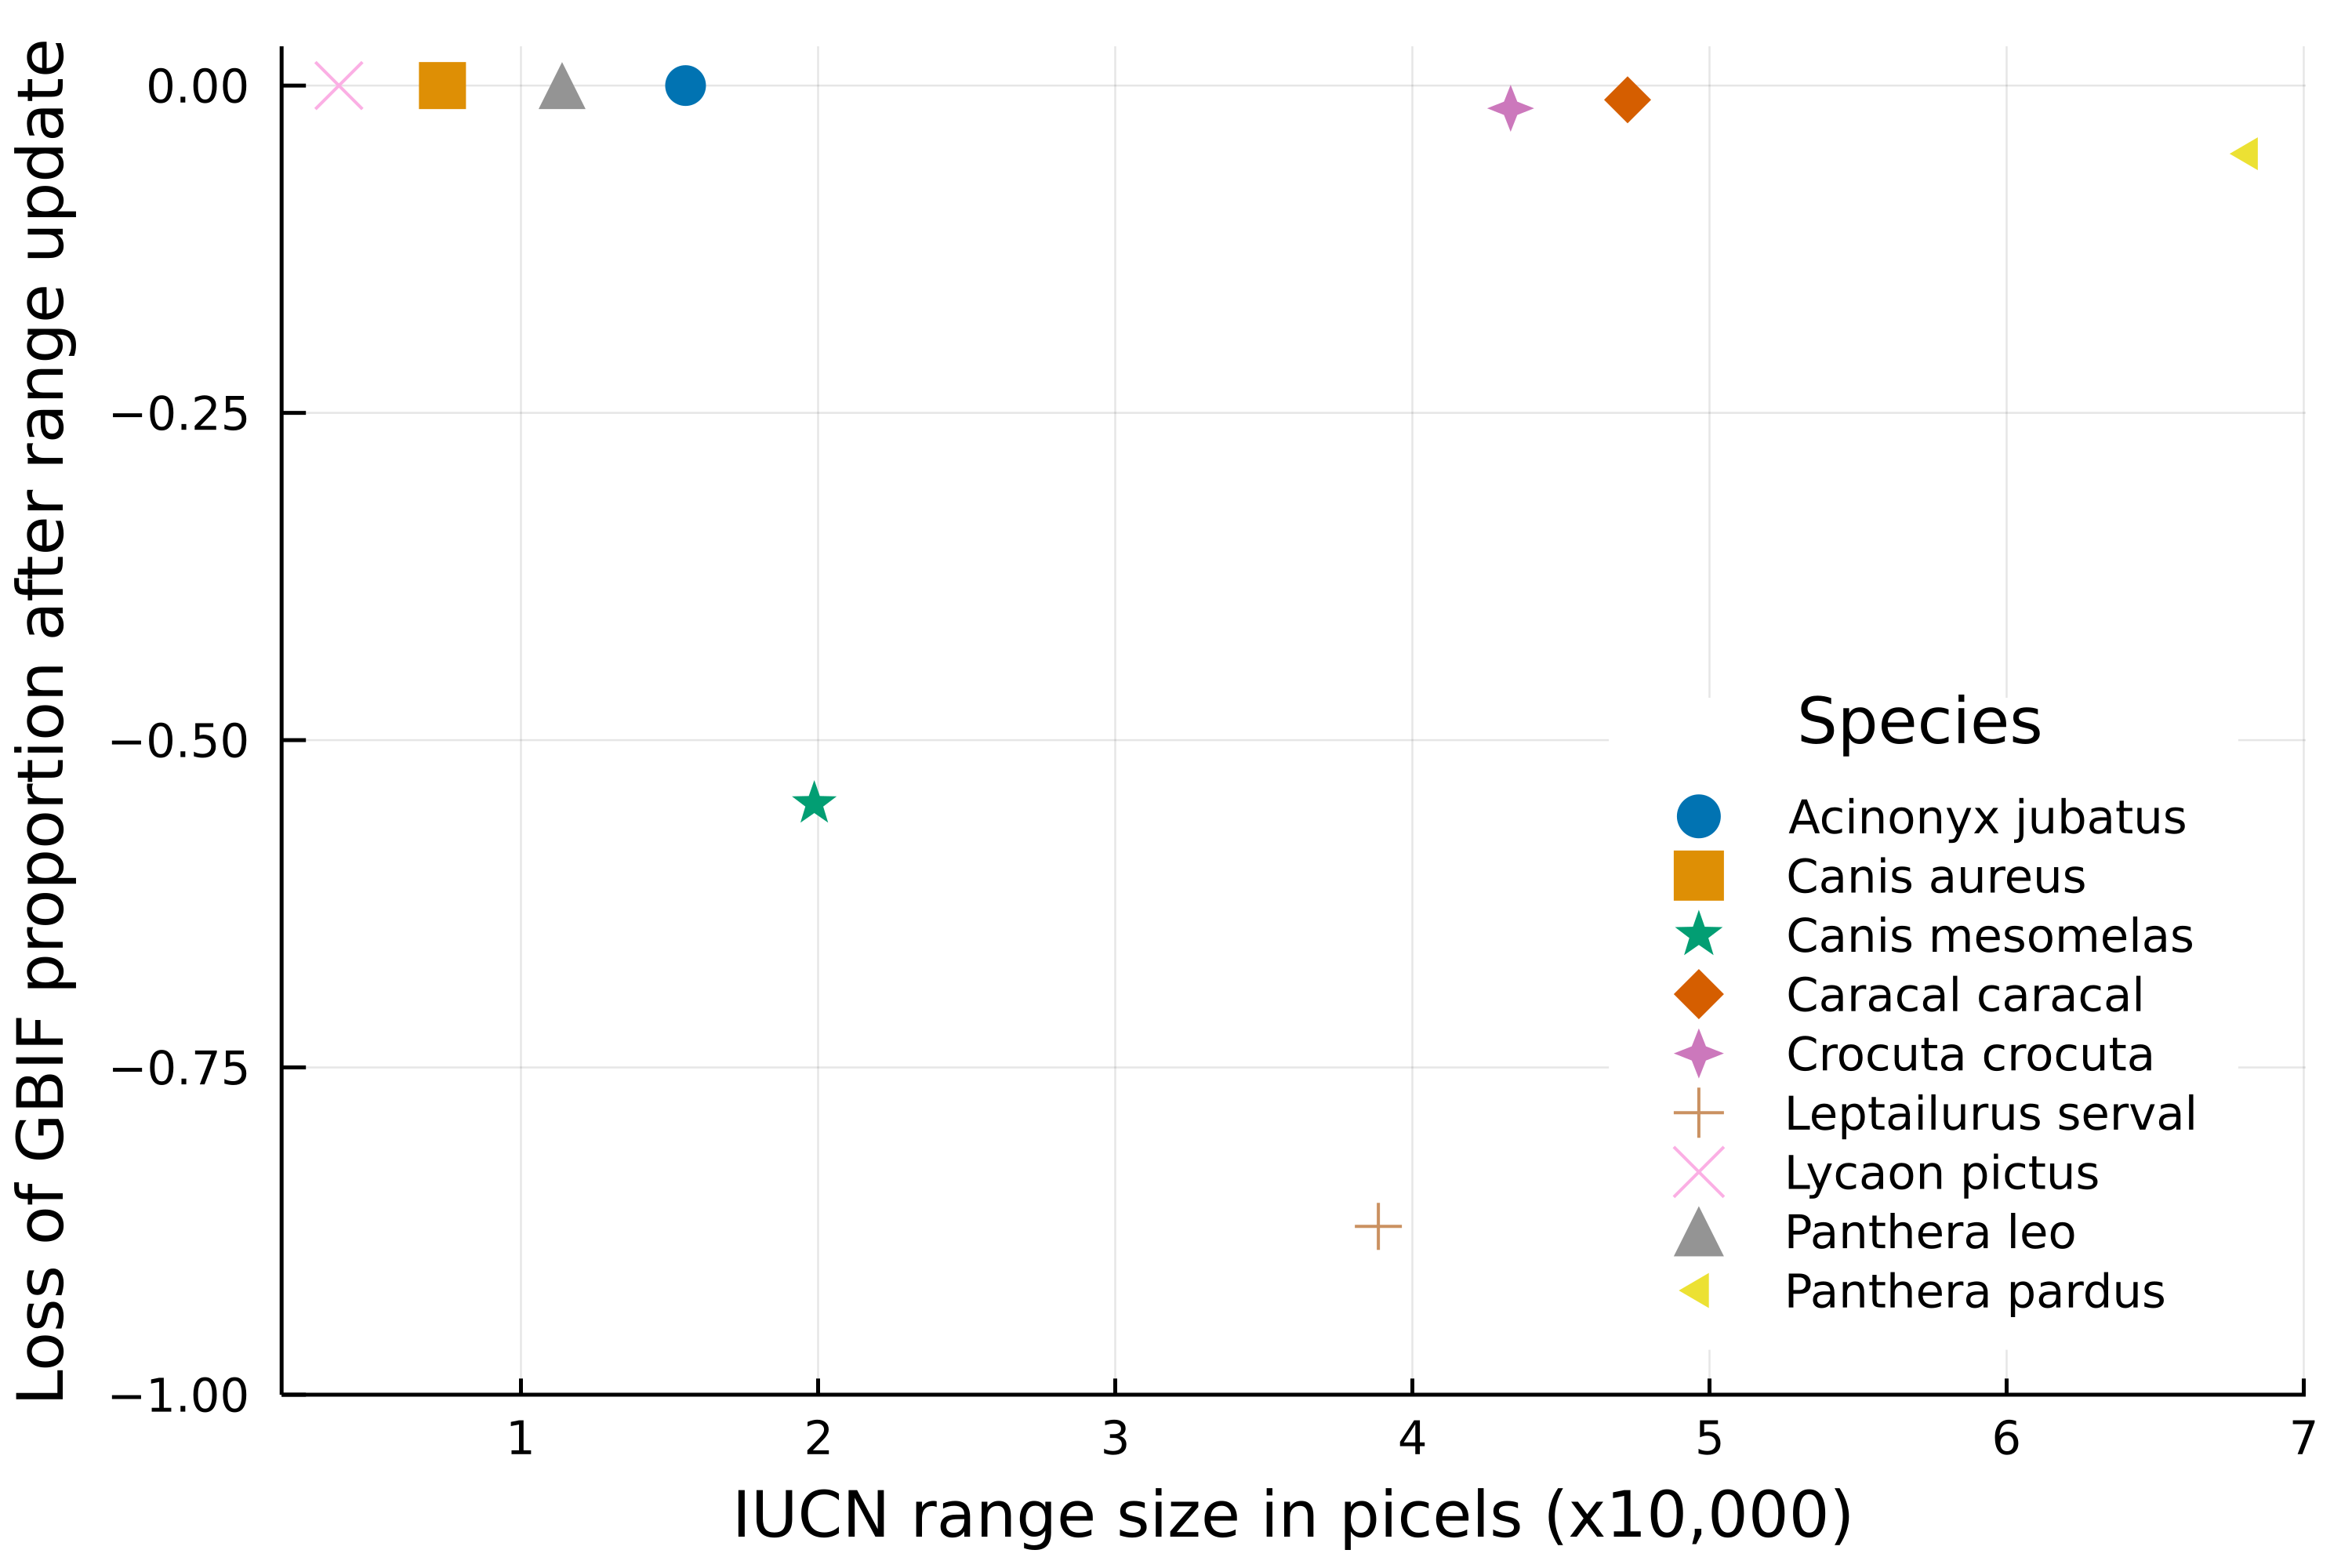 Loss of GBIF proportion after range update
0.00
−0.25
−0.50
−0.75
−1.00
Species
Acinonyx jubatus
Canis aureus
Canis mesomelas
Caracal caracal
Crocuta crocuta
Leptailurus serval
Lycaon pictus
Panthera leo
Panthera pardus
1 2 3 4 5 6 7
IUCN range size in picels (x10,000)